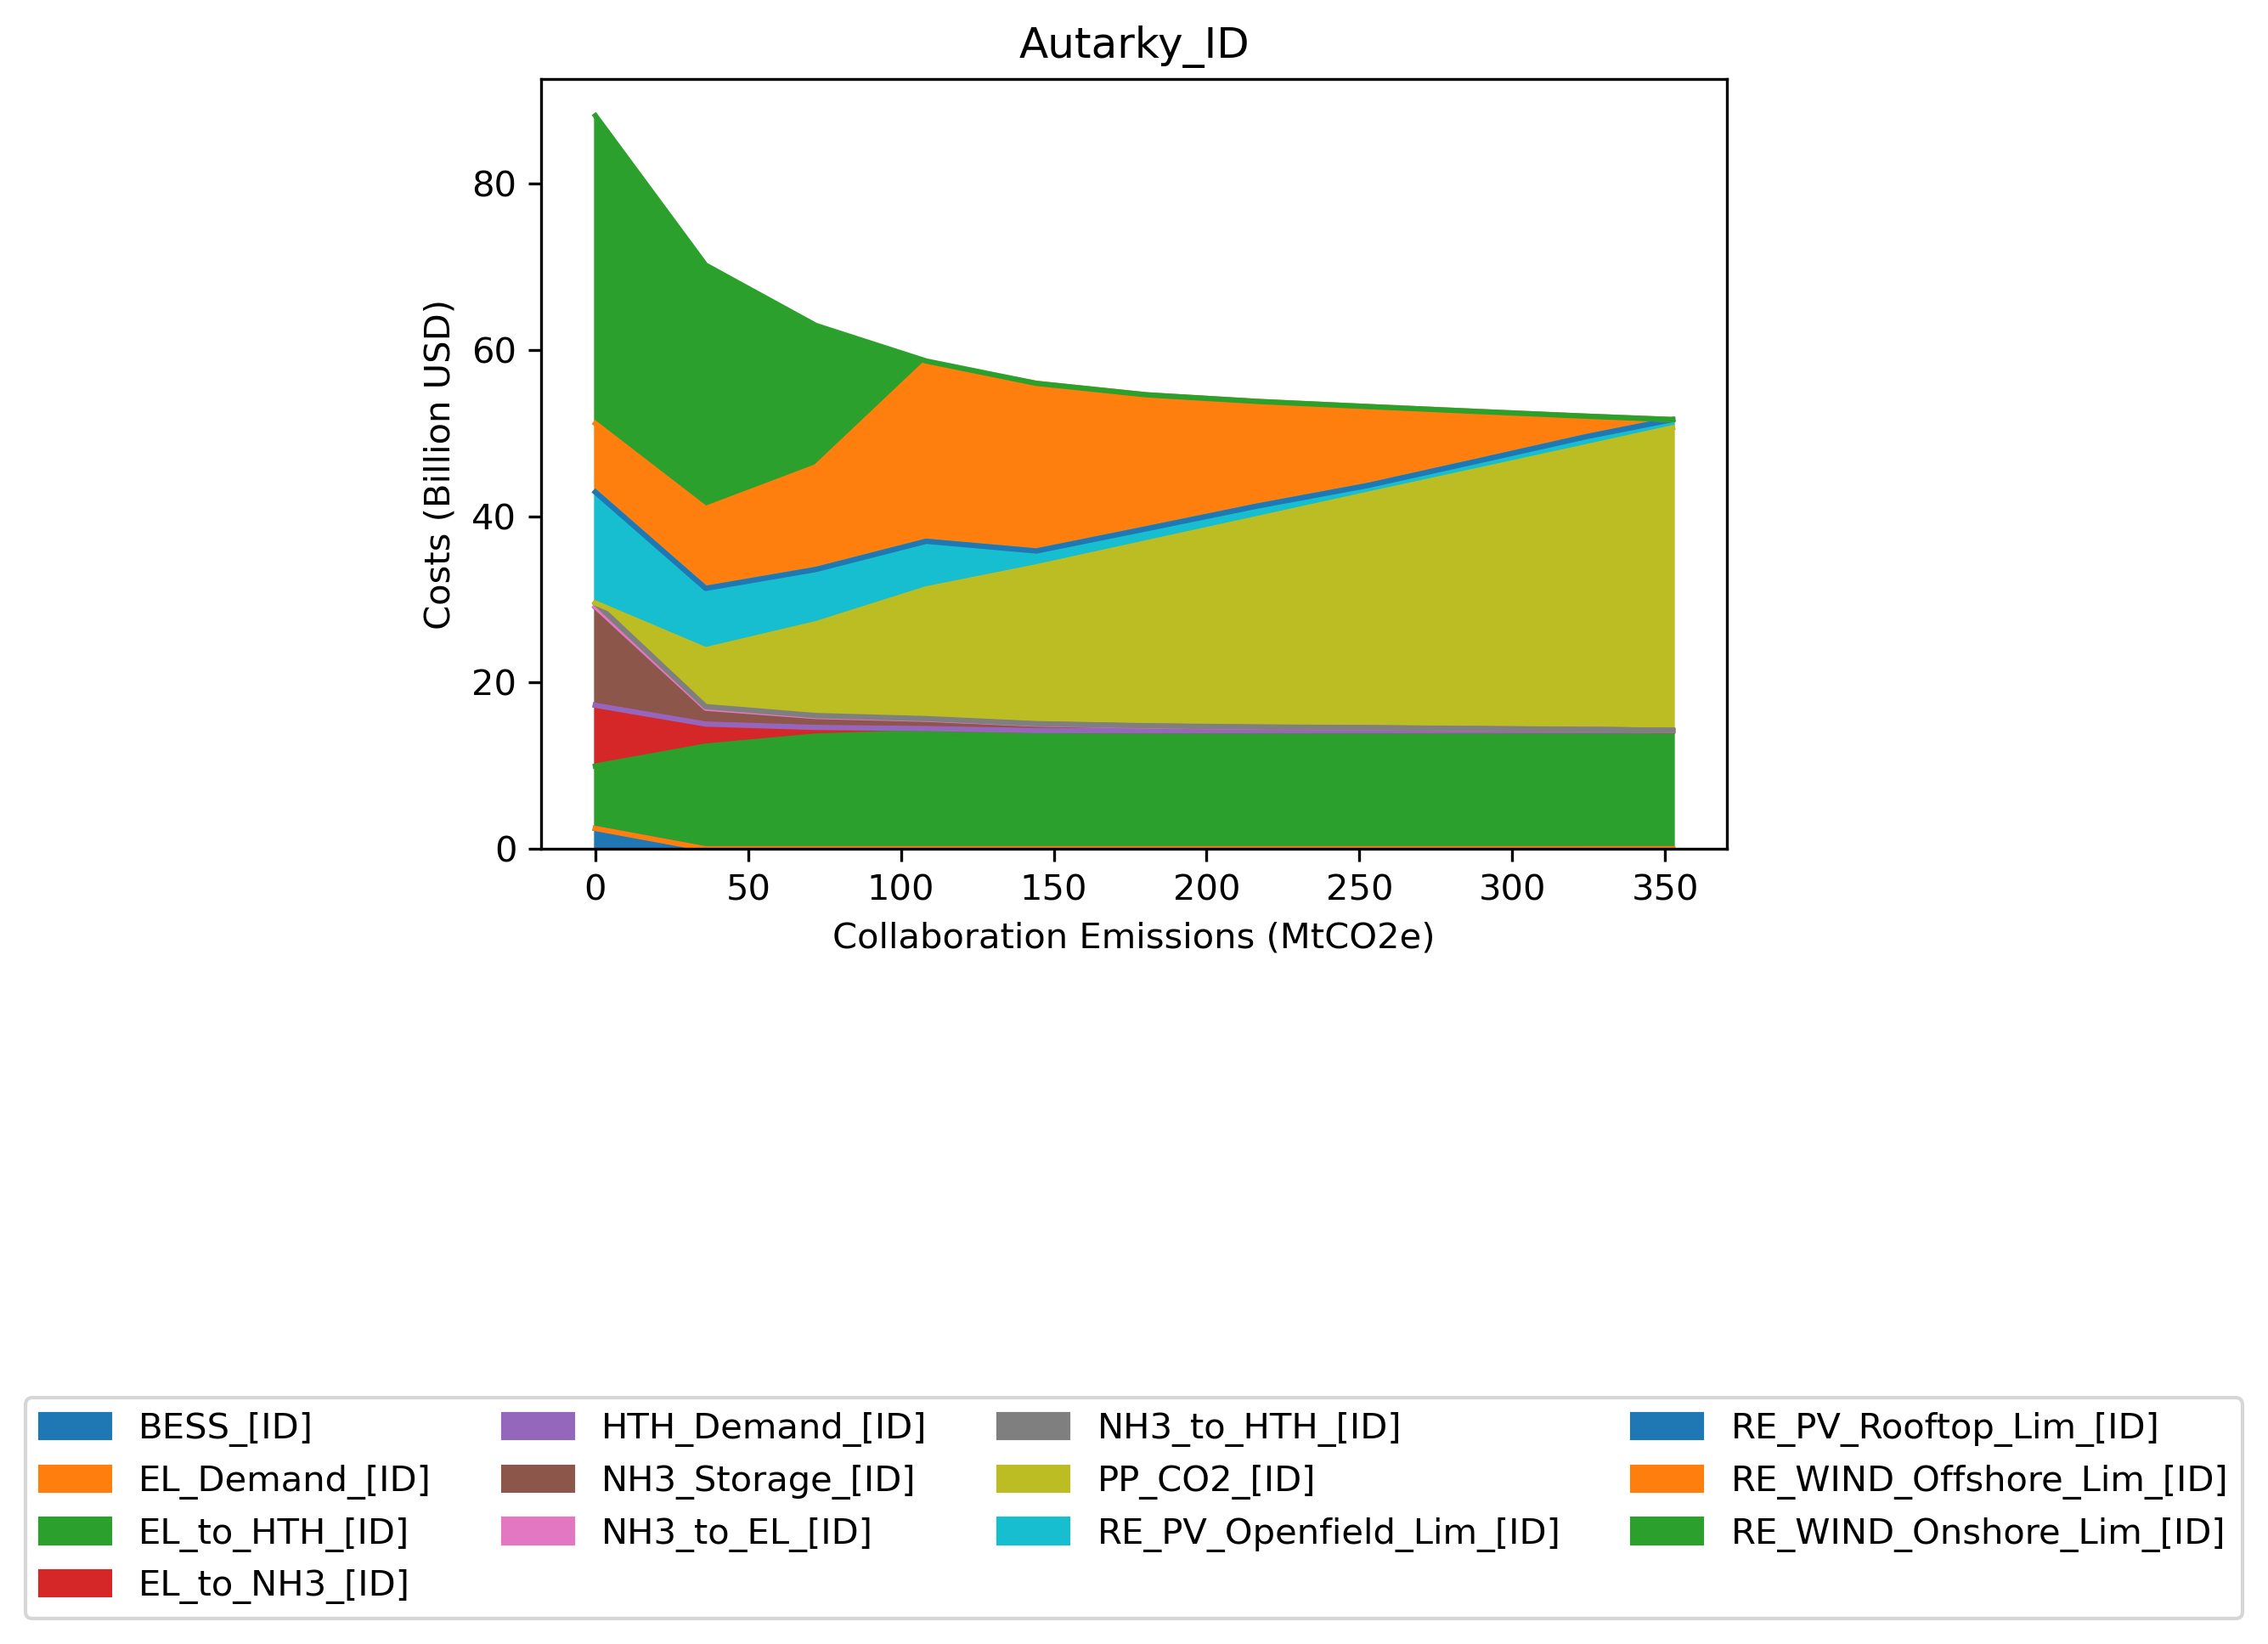 Autarky_ID
Costs (Billion USD)
80
60
40
20
0
0 50 100 150 200 250 300 350
Collaboration Emissions (MtCO2e)
BESS_[ID] HTH_Demand_[ID] NH3_to_HTH_[ID] RE_PV_Rooftop_Lim_[ID]
EL_Demand_[ID] NH3_Storage_[ID] PP_CO2_[ID] RE_WIND_Offshore_Lim_[ID]
EL_to_HTH_[ID] NH3_to_EL_[ID] RE_PV_Openfield_Lim_[ID] RE_WIND_Onshore_Lim_[ID]
EL_to_NH3_[ID]